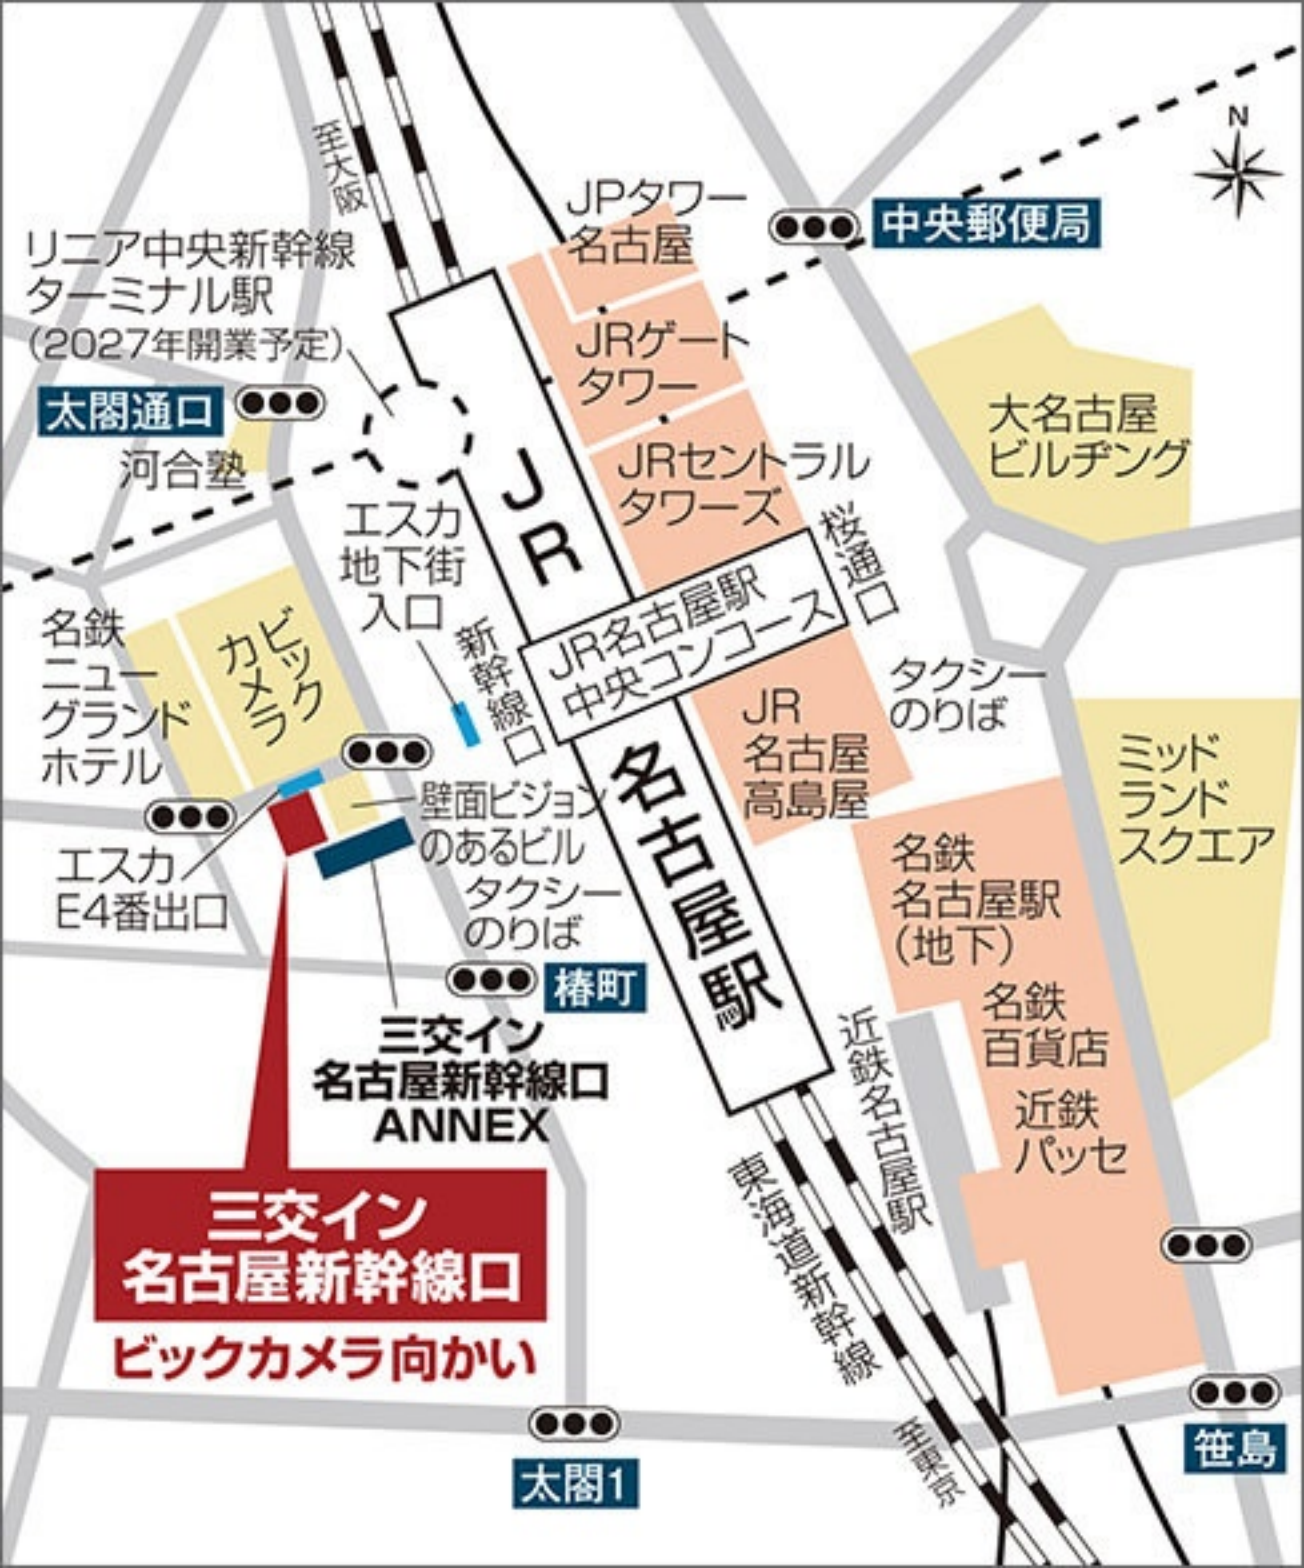 N
至大阪
JPタワー
名古屋
中央郵便局
リニア中央新幹線
ターミナル駅
(2027年開業予定)
JRゲート
タワー
太閤通口
河合塾
大名古屋
ビルヂング
JRセントラル
タワーズ
JR
エスカ
地下街
入口
桜通口
JR名古屋駅
中央コンコース
名鉄
ニュー
グランド
ホテル
ビック
カメラ
新幹線口
タクシー
のりば
JR
名古屋
高島屋
ミッド
ランド
スクエア
名古屋駅
壁面ビジョン
のあるビル
エスカ
E4番出口
タクシー
のりば
名鉄
名古屋駅
(地下)
椿町
名鉄
百貨店
三交イン
名古屋新幹線口
ANNEX
近鉄名古屋駅
近鉄
パッセ
三交イン
名古屋新幹線口
ビックカメラ向かい
東海道新幹線
至東京
太閤1
笹島